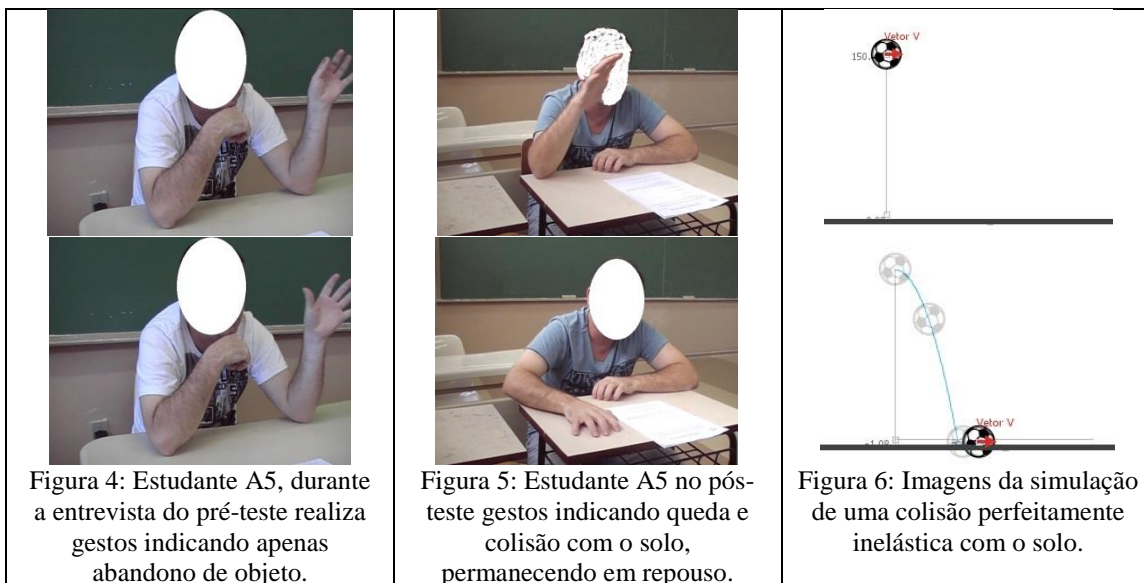 Vetor V
150.
Vetor V
-1.08
Figura 4: Estudante A5, durante
a entrevista do pré-teste realiza
gestos indicando apenas
abandono de objeto.
Figura 5: Estudante A5 no pós-
teste gestos indicando queda e
colisão com o solo,
permanecendo em repouso.
Figura 6: Imagens da simulação
de uma colisão perfeitamente
inelástica com o solo.